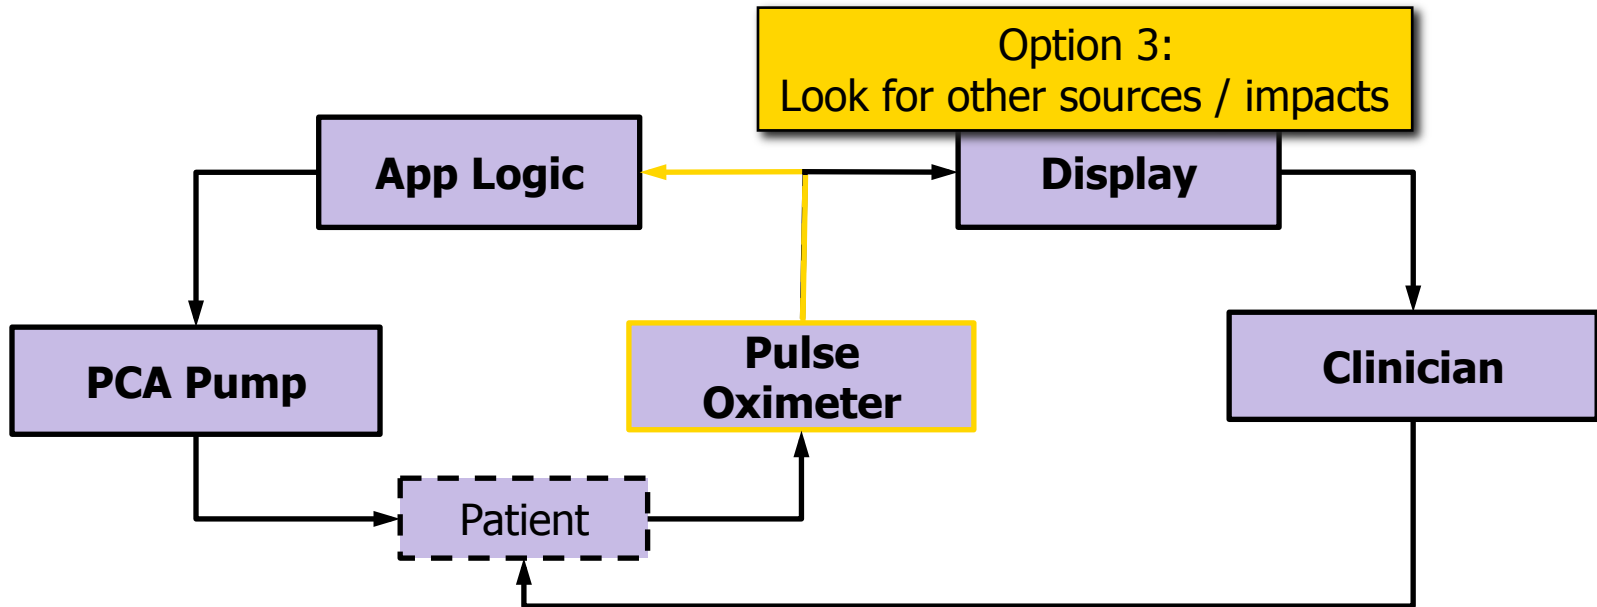 Option 3:
Look for other sources / impacts
App Logic
Display
PCA Pump
Pulse
Oximeter
Clinician
Patient